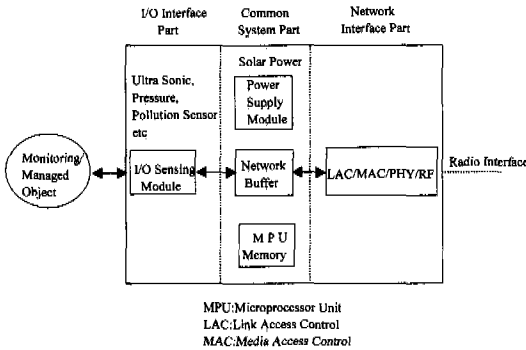 I/O Interface
Part
Common
System Part
Network
Interface Part
Solar Power
Ultra Sonic,
Pressure,
Pollution Sensor
etc
Power
Supply
Module
Monitoring/
Managed
Object
I/O Sensing
Module
Network
Buffer
LAC/MAC/PHY/RF
Radio Interface
M P U
Memory
MPU:Microprocessor Unit
LAC:Link Access Control
MAC:Media Access Control